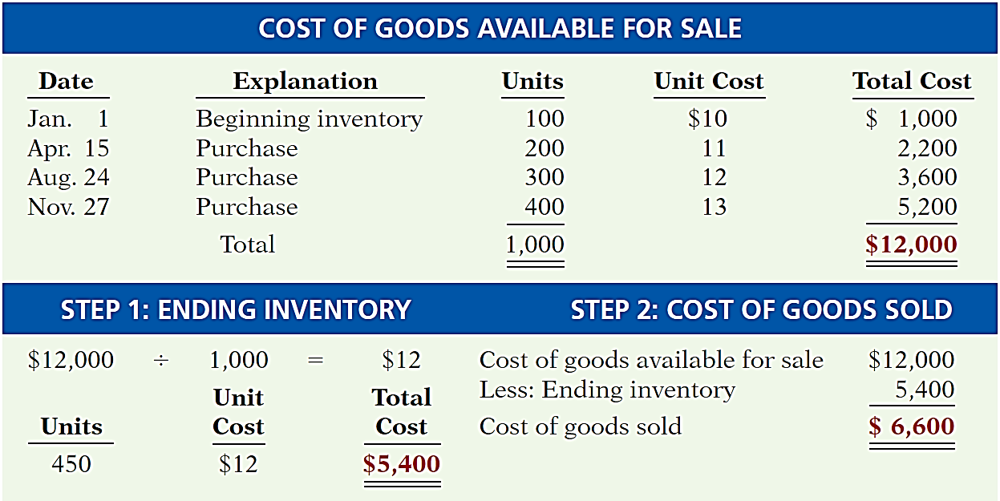 COST OF GOODS AVAILABLE FOR SALE
Date Explanation Units Unit Cost Total Cost
Jan. 1 Beginning inventory 100 $10 $ 1,000
Apr. 15 Purchase 200 11 2,200
Aug. 24 Purchase 300 12 3,600
Nov. 27 Purchase 400 13 5,200
Total 1,000 $12,000
STEP 1: ENDING INVENTORY
$12,000 ÷ 1,000 = $12
Unit Total
Units Cost Cost
450 $12 $5,400
STEP 2: COST OF GOODS SOLD
Cost of goods available for sale $12,000
Less: Ending inventory 5,400
Cost of goods sold $ 6,600